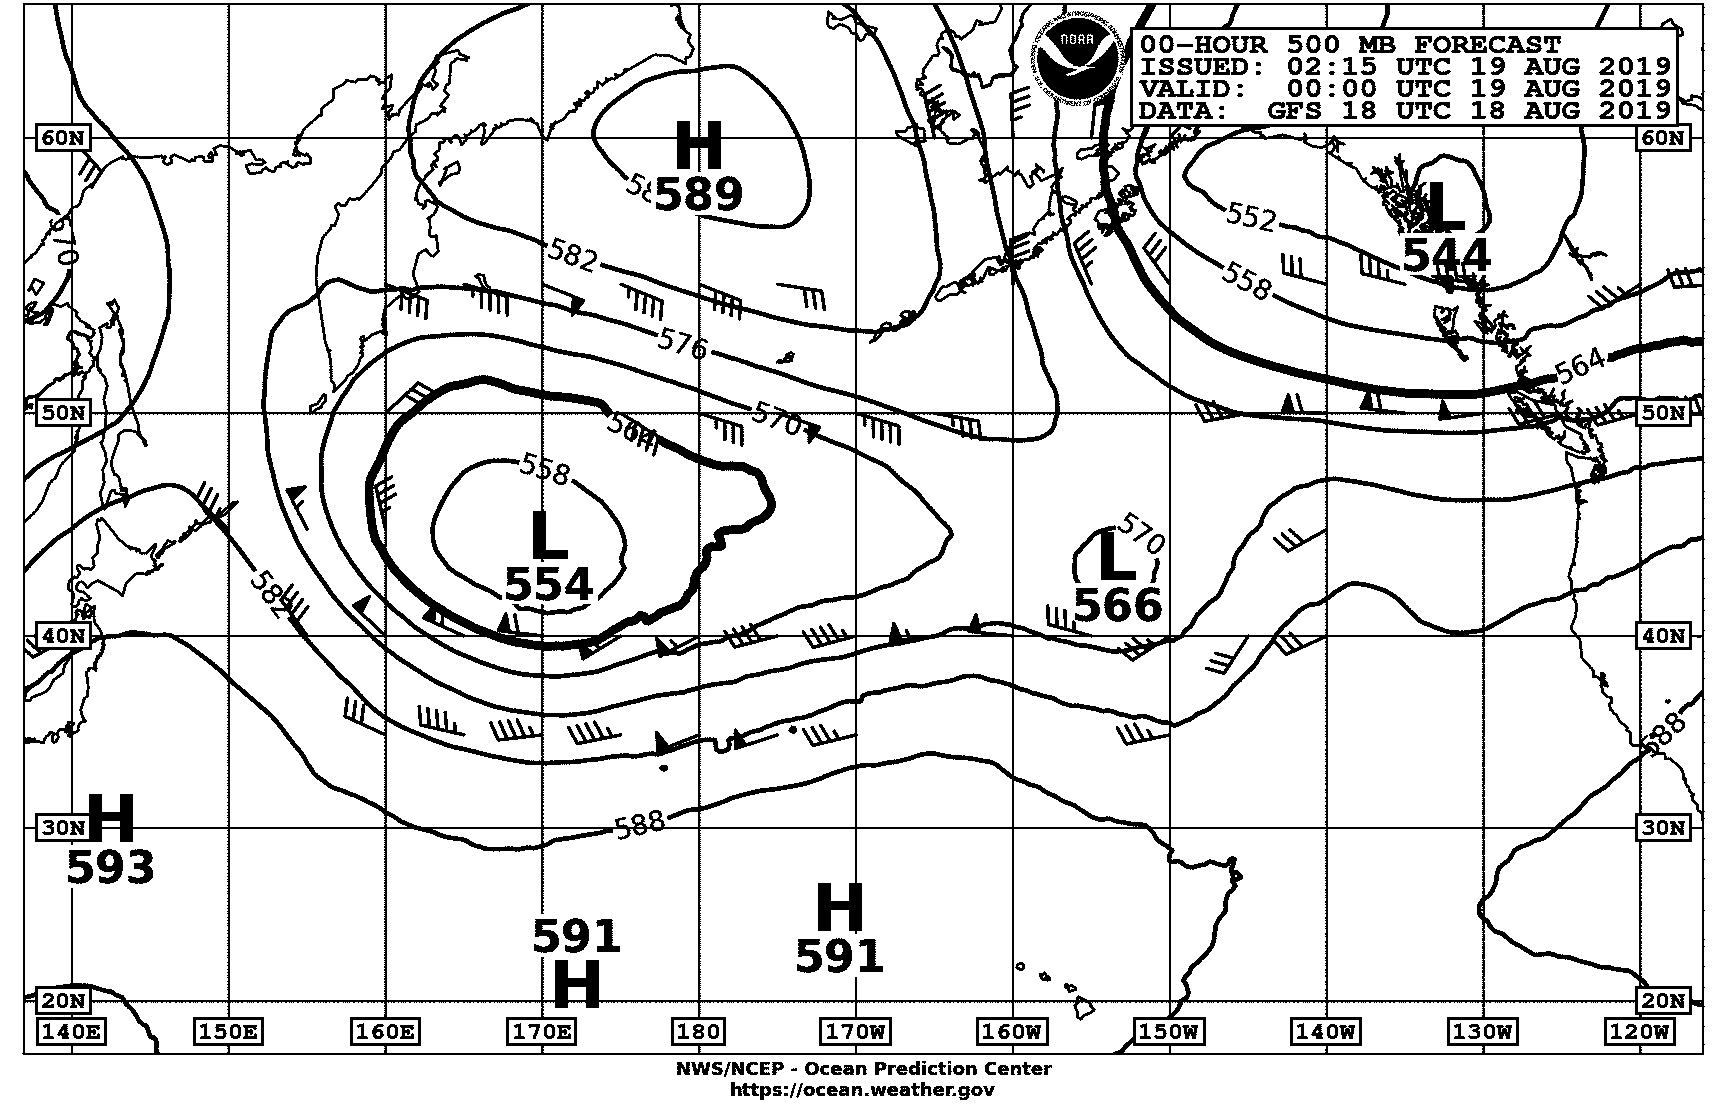 NOAA
00-HOUR 500 MB FORECAST
ISSUED: 02:15 UTC 19 AUG 2019
VALID: 00:00 UTC 19 AUG 2019
DATA: GFS 18 UTC 18 AUG 2019
60N
H
589
60N
552
L
544
570
582
558
576
564
50N
570
50N
564
558
L
554
570
L
566
582
40N
40N
588
H
593
30N
588
30N
H
591
591
H
20N
20N
140E 150E 160E 170E 180 170W 160W 150W 140W 130W 120W
NWS/NCEP - Ocean Prediction Center
https://ocean.weather.gov